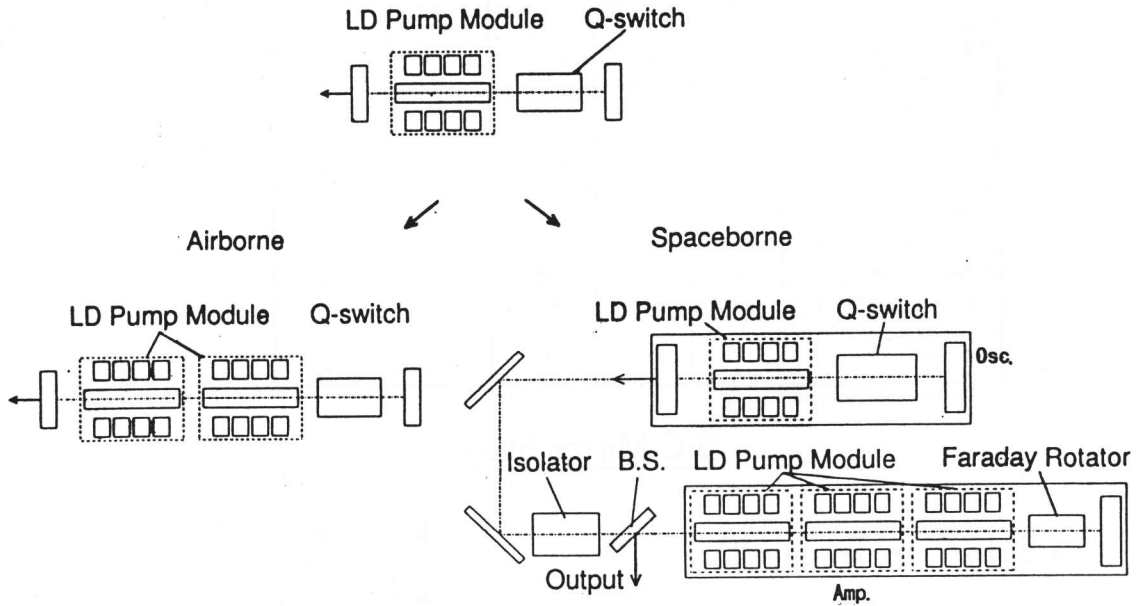 LD Pump Module Q-switch
Airborne
Spaceborne
LD Pump Module Q-switch
LD Pump Module Q-switch
Osc.
Isolator B.S. LD Pump Module Faraday Rotator
Output
Amp.